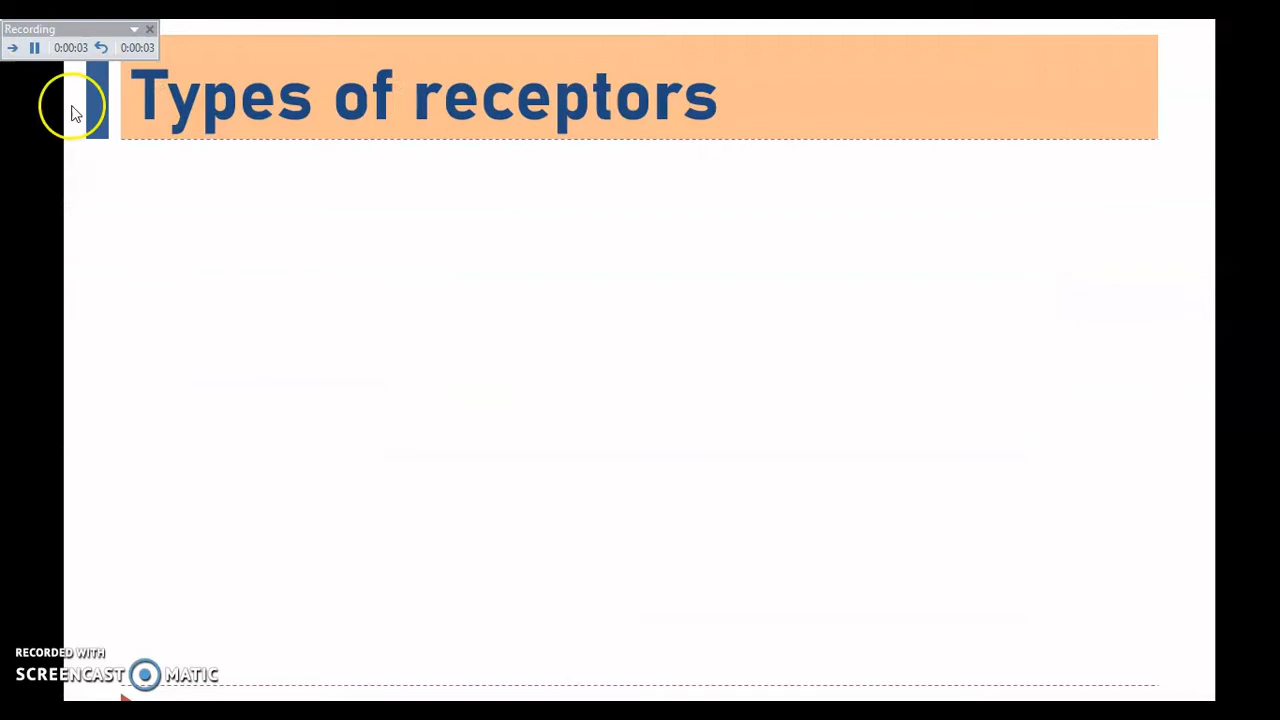 Recording
0:00:03 0:00:03
Types of receptors
RECORDED WITH
SCREENCAST MATIC